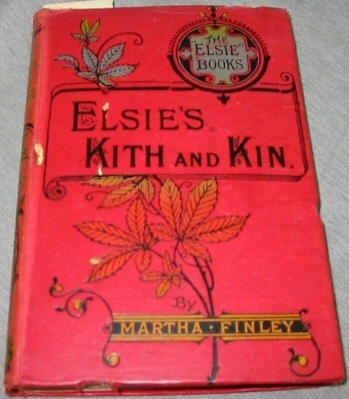 THE
"ELSIE"
BOOKS
ELSIE'S
KITH AND KIN.
BY
MARTHA · FINLEY